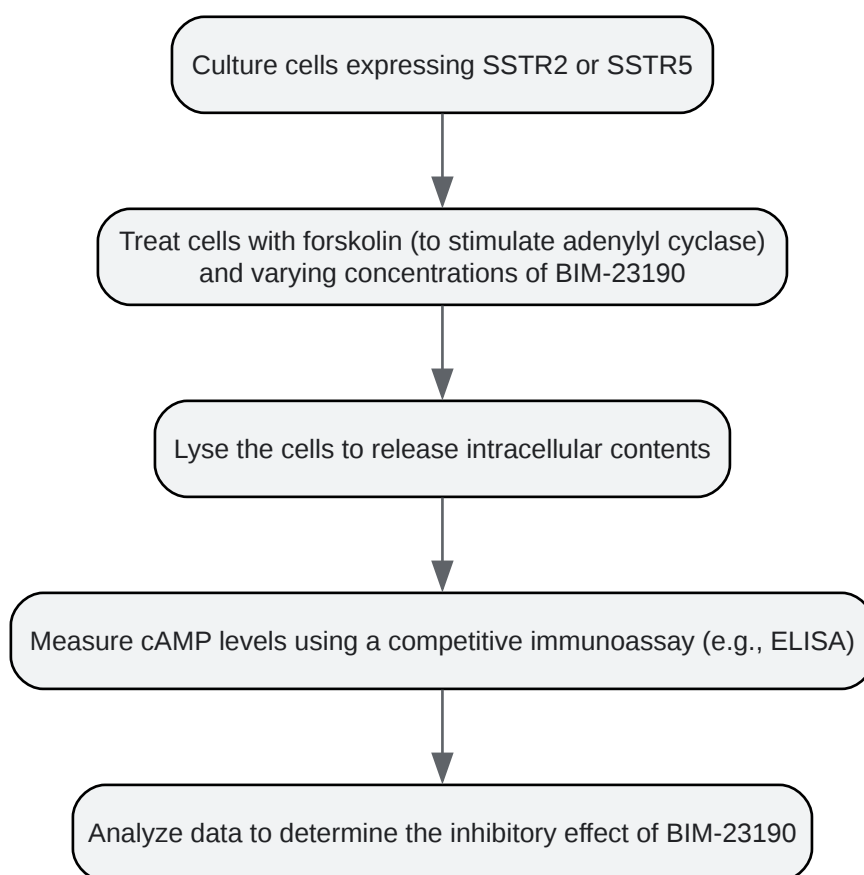 Culture cells expressing SSTR2 or SSTR5
Treat cells with forskolin (to stimulate adenylyl cyclase)
and varying concentrations of BIM-23190
Lyse the cells to release intracellular contents
Measure cAMP levels using a competitive immunoassay (e.g., ELISA)
Analyze data to determine the inhibitory effect of BIM-23190